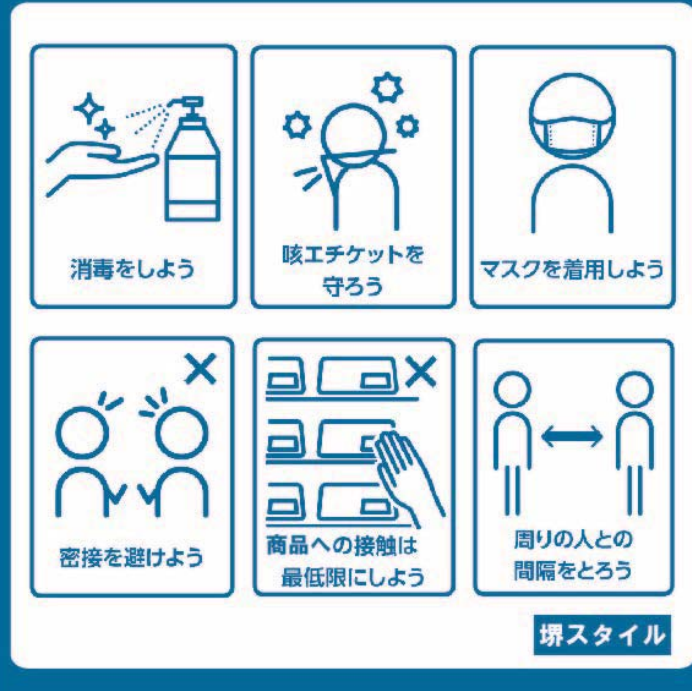 消毒をしよう
咳エチケットを
守ろう
マスクを着用しよう
密接を避けよう
商品への接触は
最低限にしよう
周りの人との
間隔をとろう
堺スタイル